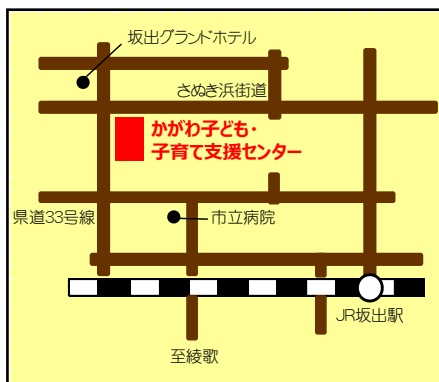 坂出グランドホテル
さぬき浜街道
かがわ子ども・
子育て支援センター
県道33号線
市立病院
JR坂出駅
至綾歌